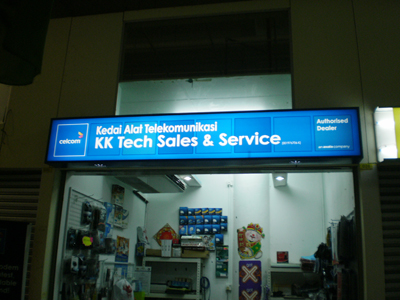 celcom
Kedai Alat Telekomunikasi
KK Tech Sales & Service
Authorised
Dealer